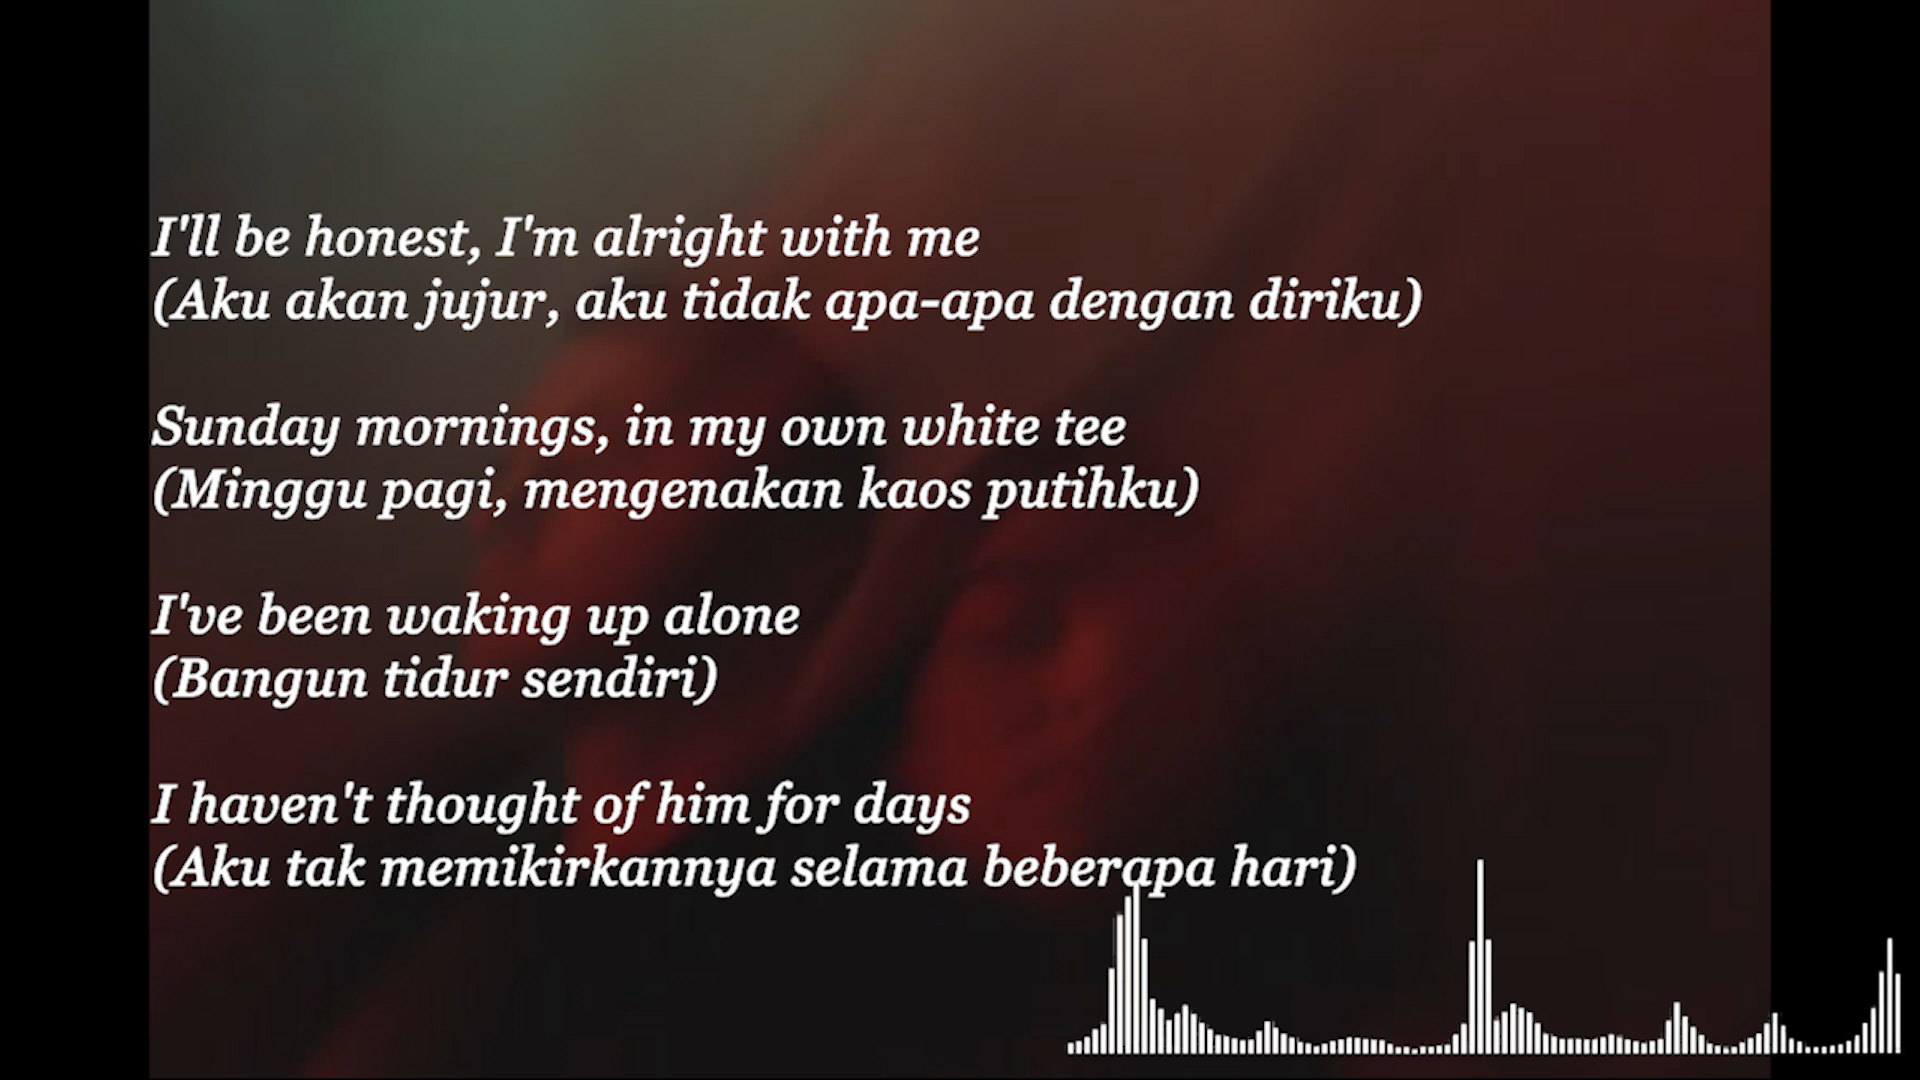 I'll be honest, I'm alright with me
(Aku akan jujur, aku tidak apa-apa dengan diriku)
Sunday mornings, in my own white tee
(Minggu pagi, mengenakan kaos putihku)
I've been waking up alone
(Bangun tidur sendiri)
I haven't thought of him for days
(Aku tak memikirkannya selama beberapa hari)